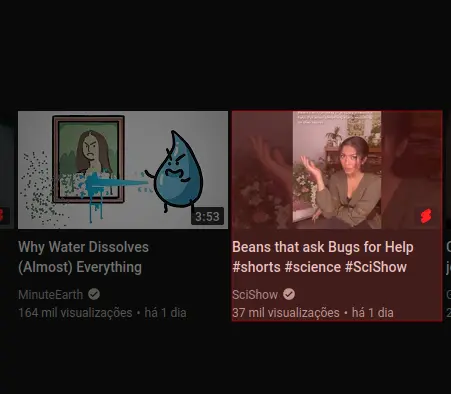 3:53
Why Water Dissolves
(Almost) Everything
MinuteEarth
164 mil visualizações • há 1 dia
Beans that ask Bugs for Help
#shorts #science #SciShow
SciShow
37 mil visualizações • há 1 dia